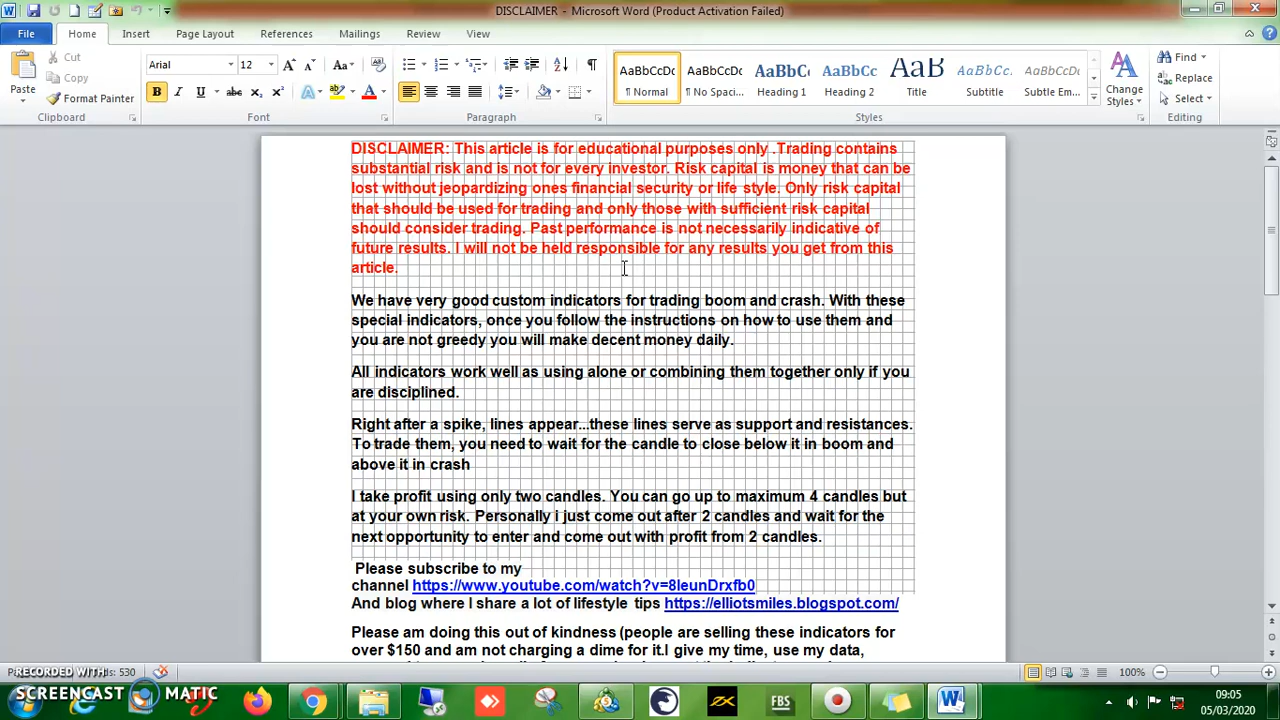 DISCLAIMER - Microsoft Word (Product Activation Failed)
File Home Insert Page Layout References Mailings Review View
Paste
Cut
Copy
Format Painter
Clipboard
Arial 12
Font
Paragraph
AaBbCcDc AaBbCcDc AaBbCc AaBbCc AaB AaBbCcL AaBbCcDc
¶ Normal ¶ No Spaci... Heading 1 Heading 2 Title Subtitle Subtle Em...
Change Styles
Styles
Find
Replace
Select
Editing
DISCLAIMER: This article is for educational purposes only .Trading contains
substantial risk and is not for every investor. Risk capital is money that can be
lost without jeopardizing ones financial security or life style. Only risk capital
that should be used for trading and only those with sufficient risk capital
should consider trading. Past performance is not necessarily indicative of
future results. I will not be held responsible for any results you get from this
article.
We have very good custom indicators for trading boom and crash. With these
special indicators, once you follow the instructions on how to use them and
you are not greedy you will make decent money daily.
All indicators work well as using alone or combining them together only if you
are disciplined.
Right after a spike, lines appear...these lines serve as support and resistances.
To trade them, you need to wait for the candle to close below it in boom and
above it in crash
I take profit using only two candles. You can go up to maximum 4 candles but
at your own risk. Personally i just come out after 2 candles and wait for the
next opportunity to enter and come out with profit from 2 candles.
Please subscribe to my
channel https://www.youtube.com/watch?v=8leunDrxfb0
And blog where I share a lot of lifestyle tips https://elliotsmiles.blogspot.com/
Please am doing this out of kindness (people are selling these indicators for
over $150 and am not charging a dime for it.I give my time, use my data,
RECORDED WITH
530
100%
SCREENCAST MATIC
FBS
09:05
05/03/2020